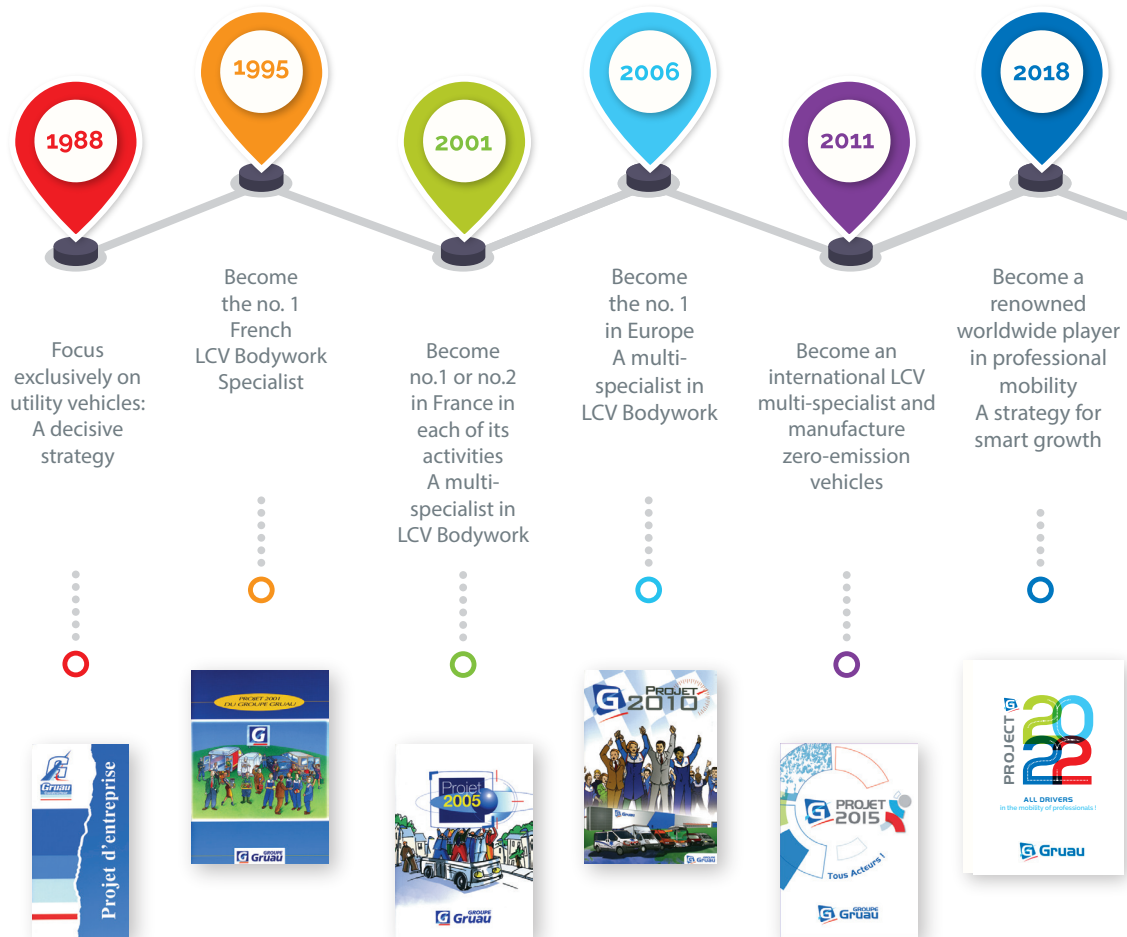 1988
Focus
exclusively on
utility vehicles:
A decisive
strategy
1995
Become
the no. 1
French
LCV Bodywork
Specialist
2001
Become
no.1 or no.2
in France in
each of its
activities
A multi-
specialist in
LCV Bodywork
2006
Become
the no. 1
in Europe
A multi-
specialist in
LCV Bodywork
2011
Become an
international LCV
multi-specialist and
manufacture
zero-emission
vehicles
2018
Become a
renowned
worldwide player
in professional
mobility
A strategy for
smart growth
Gruau
Projet d'entreprise
PROJET 2001
DU GROUPE GRUAU
G
G GROUPE
Gruau
Projet
2005
G GROUPE
Gruau
G PROJET
2010
Gruau
G GROUPE
Gruau
G PROJET
2015
Tous Acteurs !
G GROUPE
Gruau
PROJECT G
2022
ALL DRIVERS
in the mobility of professionals !
G Gruau